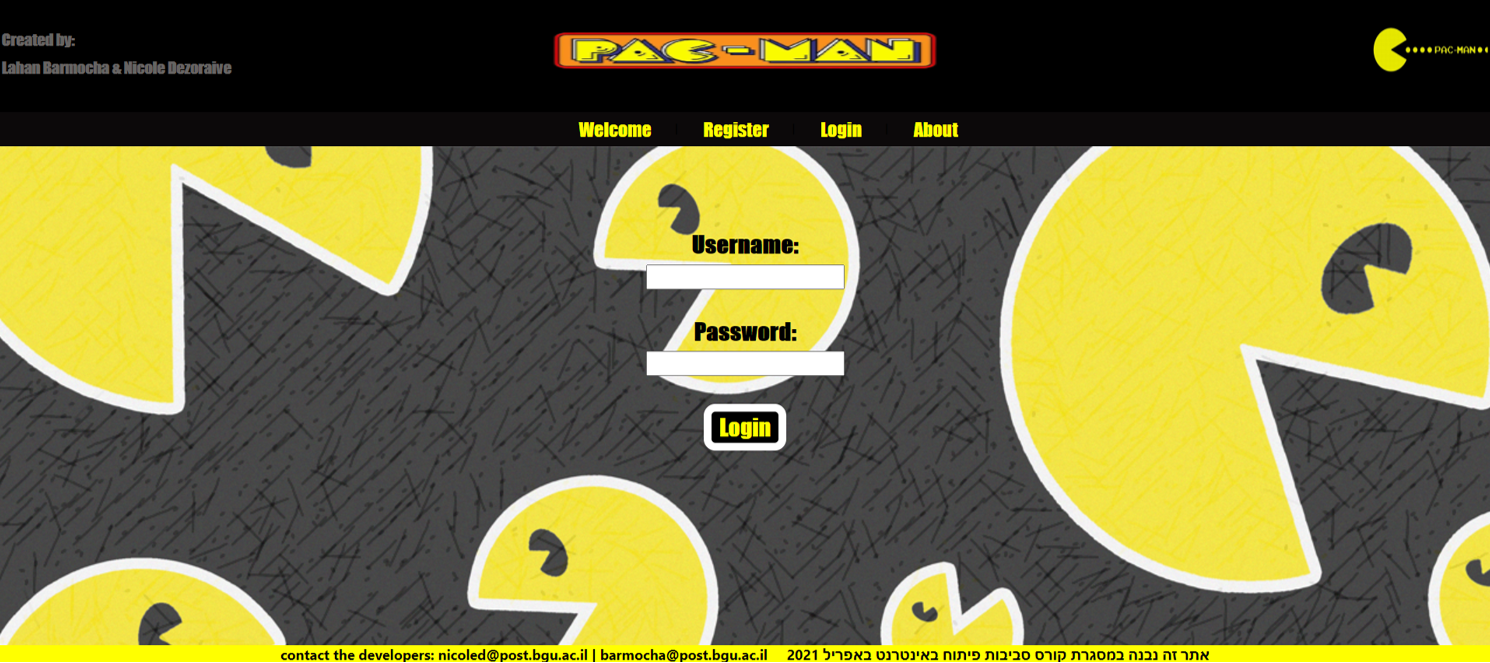 Created by:
Lahan Barmocha & Nicole Dezoraive
PAC-MAN
PAC-MAN
Welcome
Register
Login
About
Username:
Password:
Login
contact the developers: nicoled@post.bgu.ac.il | barmocha@post.bgu.ac.il אתר זה נבנה במסגרת קורס סביבות פיתוח באינטרנט באפריל 2021